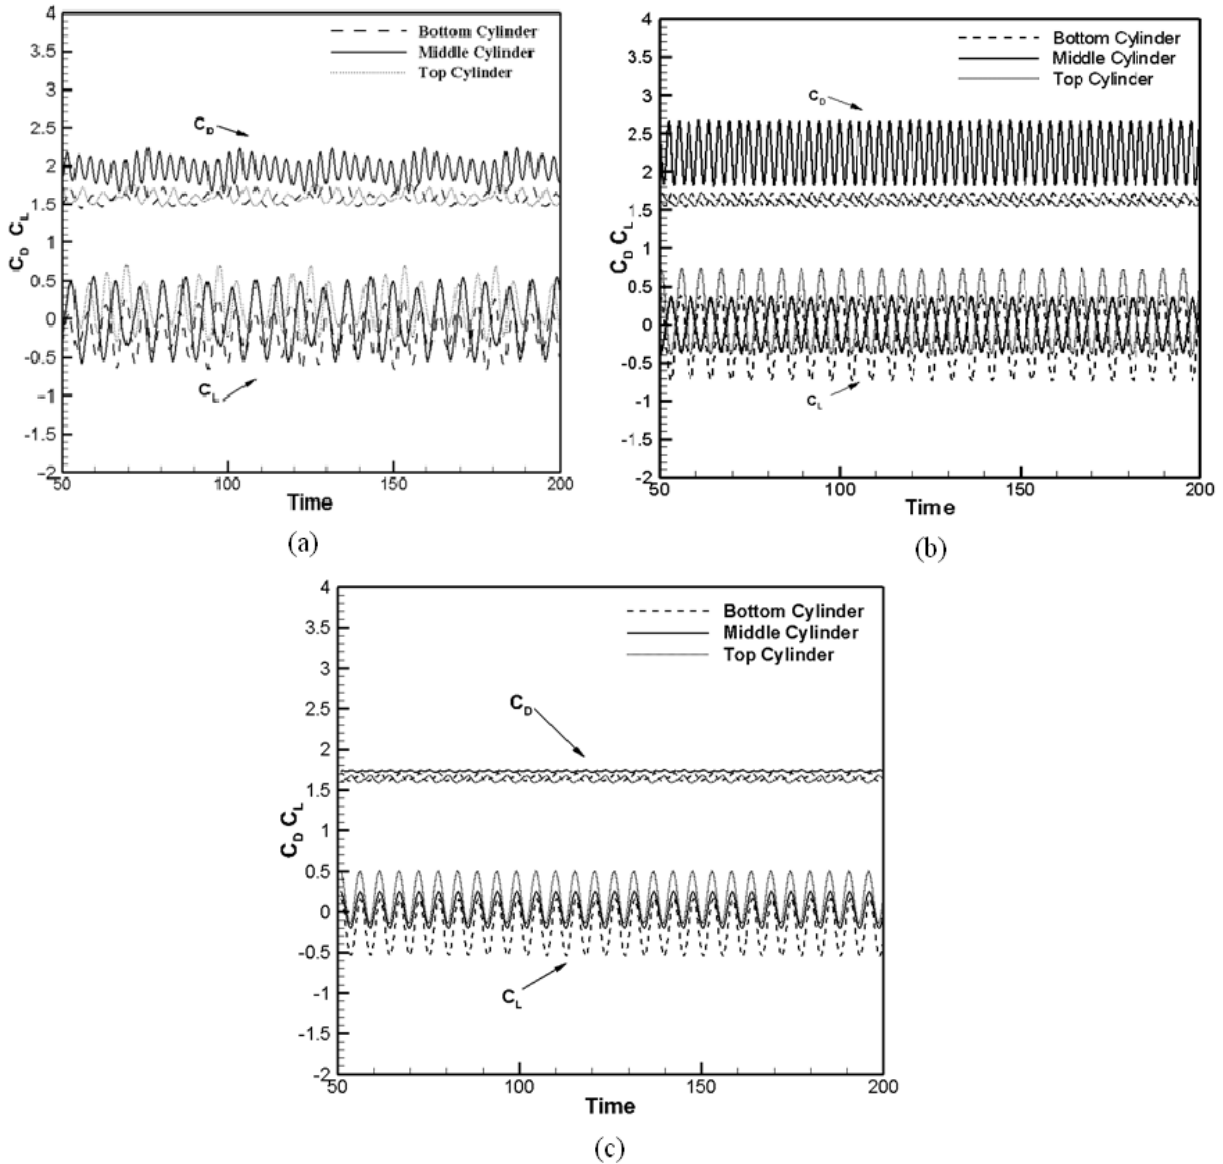 4
3.5
3
2.5
2
1.5
1
0.5
0
-0.5
-1
-1.5
-2
C_D C_L
50 100 150 200
Time
Bottom Cylinder
Middle Cylinder
Top Cylinder
C_D
C_L
(a)
4
3.5
3
2.5
2
1.5
1
0.5
0
-0.5
-1
-1.5
-2
C_D C_L
50 100 150 200
Time
Bottom Cylinder
Middle Cylinder
Top Cylinder
C_D
C_L
(b)
4
3.5
3
2.5
2
1.5
1
0.5
0
-0.5
-1
-1.5
-2
C_D C_L
50 100 150 200
Time
Bottom Cylinder
Middle Cylinder
Top Cylinder
C_D
C_L
(c)